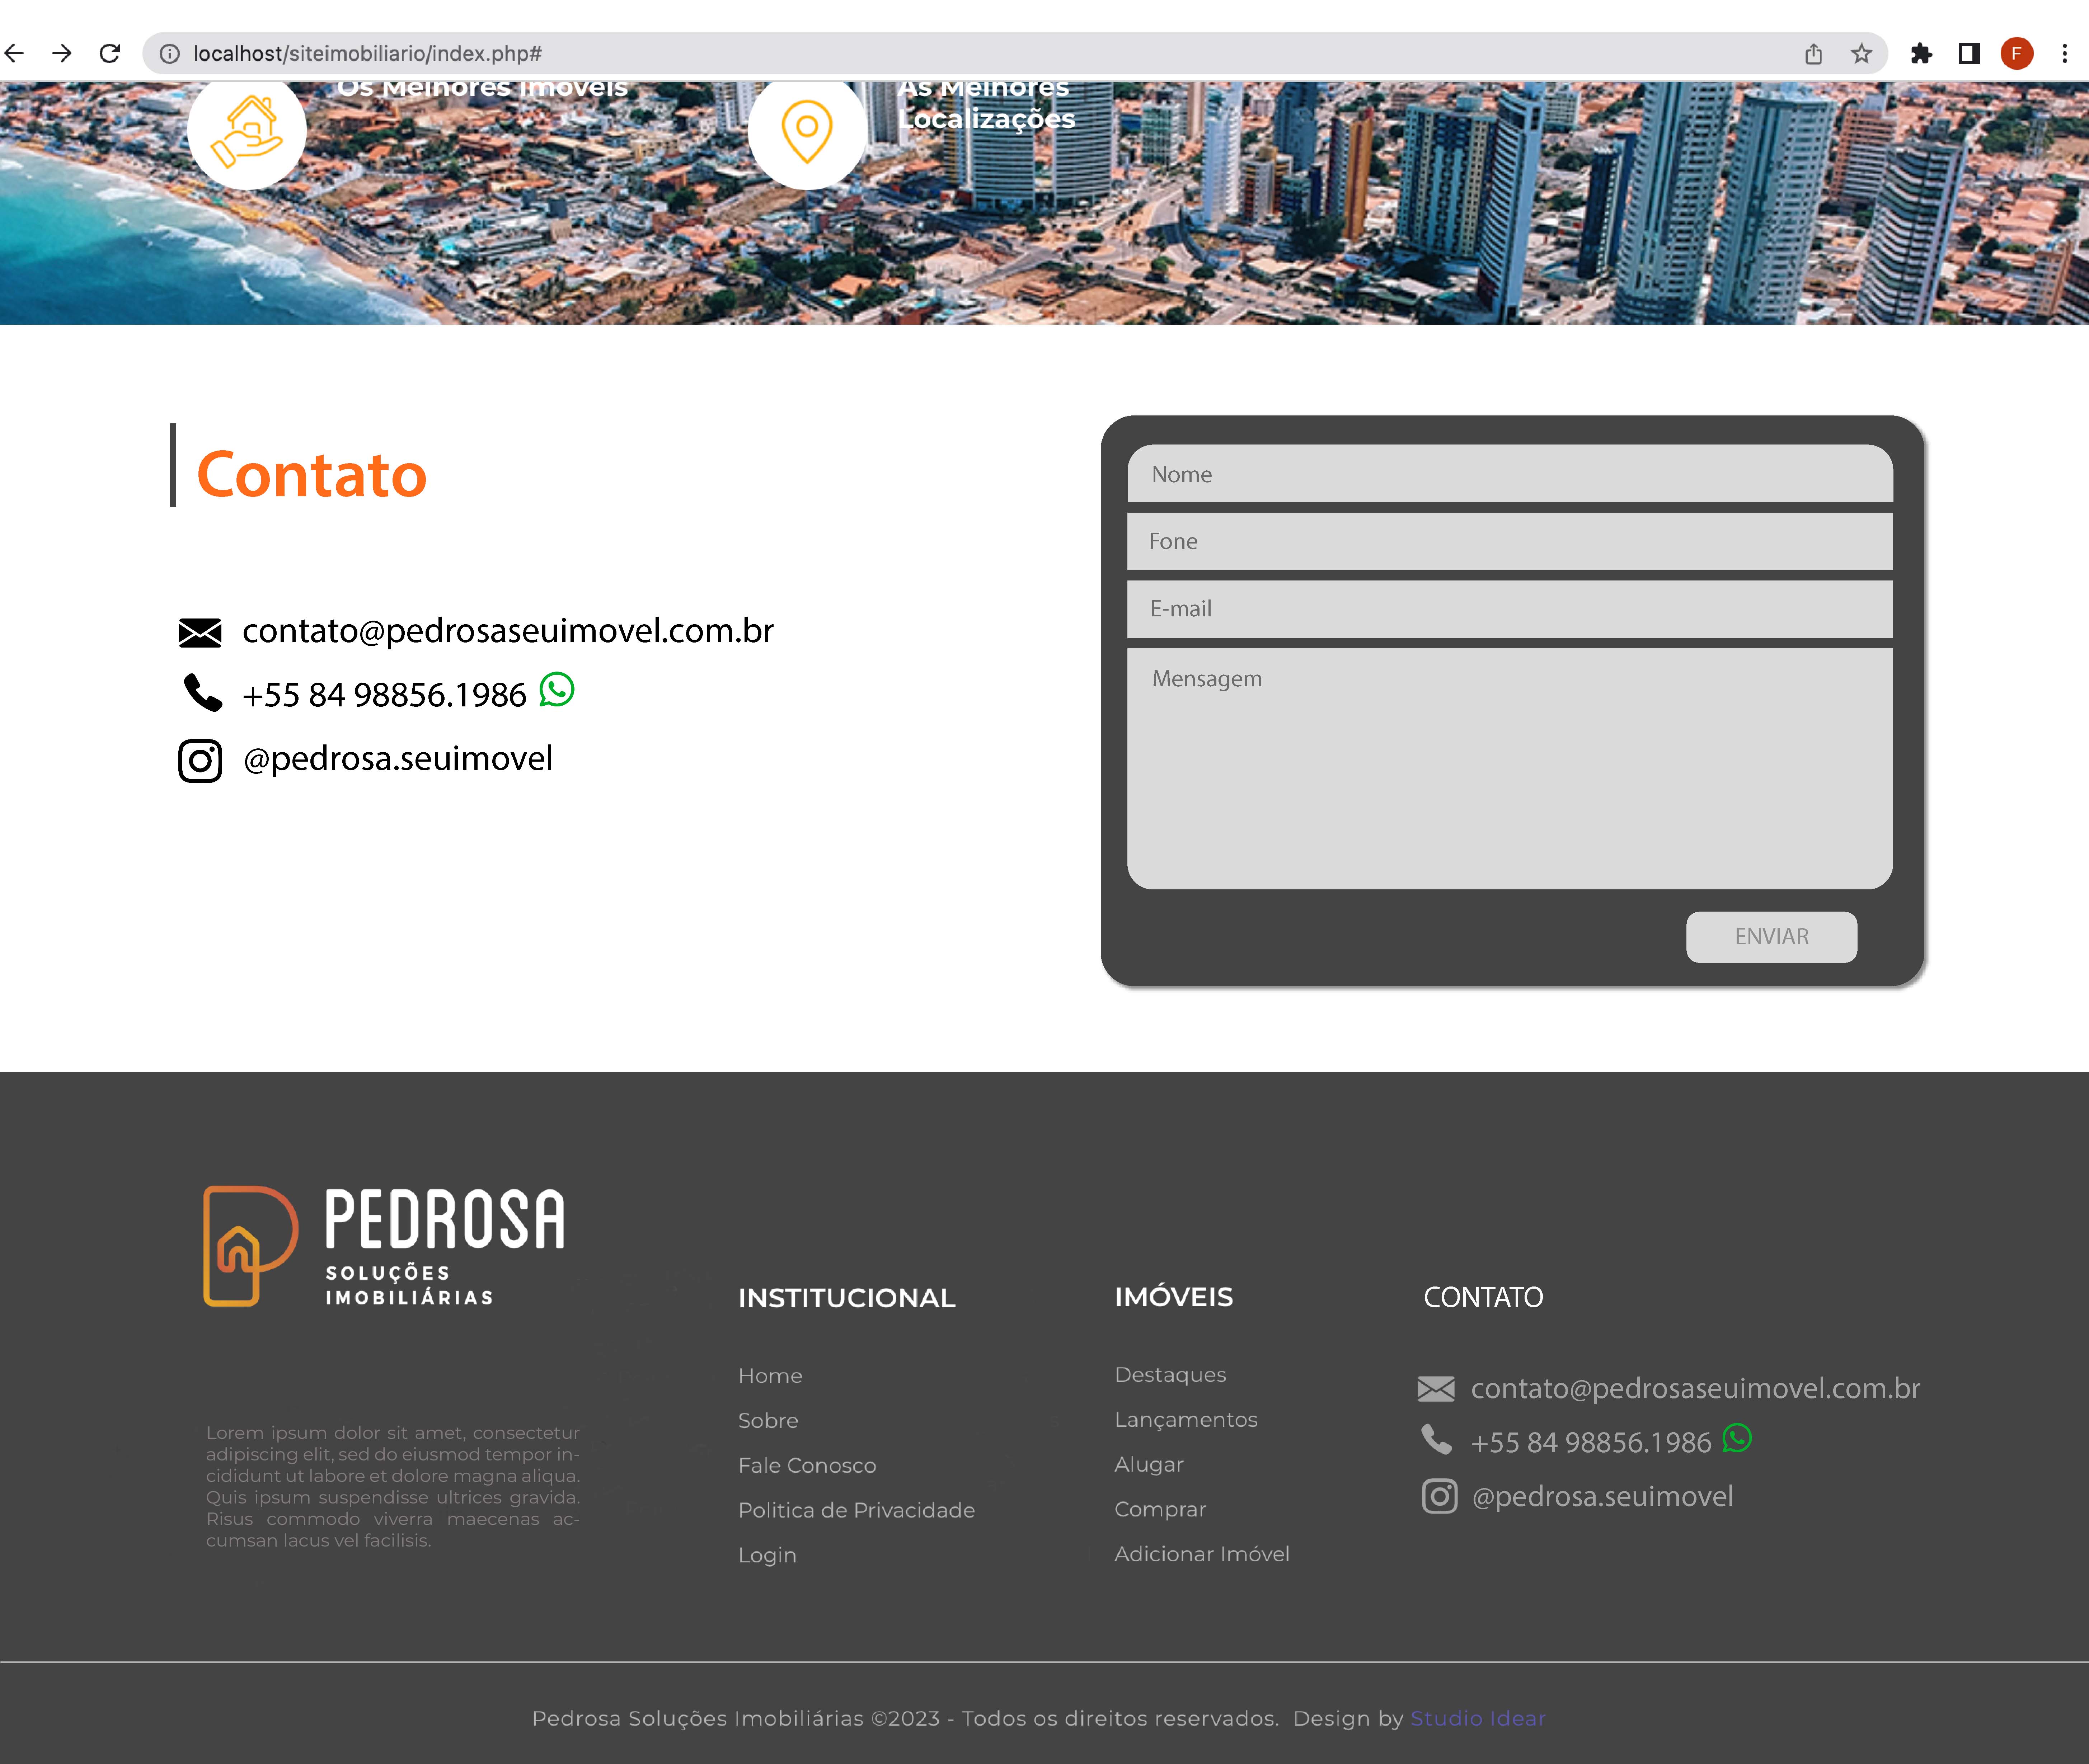 localhost/siteimobiliario/index.php#
F
Os Melhores Imóveis
As Melhores
Localizações
Contato
contato@pedrosaseuimovel.com.br
+55 84 98856.1986
@pedrosa.seuimovel
Nome
Fone
E-mail
Mensagem
ENVIAR
PEDROSA
SOLUÇÕES
IMOBILIÁRIAS
Lorem ipsum dolor sit amet, consectetur
adipiscing elit, sed do eiusmod tempor in-
cididunt ut labore et dolore magna aliqua.
Quis ipsum suspendisse ultrices gravida.
Risus commodo viverra maecenas ac-
cumsan lacus vel facilisis.
INSTITUCIONAL
Home
Sobre
Fale Conosco
Politica de Privacidade
Login
IMÓVEIS
Destaques
Lançamentos
Alugar
Comprar
Adicionar Imóvel
CONTATO
contato@pedrosaseuimovel.com.br
+55 84 98856.1986
@pedrosa.seuimovel
Pedrosa Soluções Imobiliárias ©2023 - Todos os direitos reservados. Design by Studio Idear